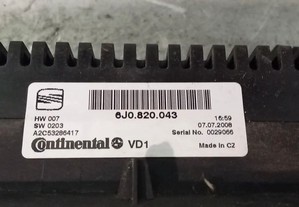 6J0.820.043
HW 007 16:59
SW 0203 07.07.2008
A2C53286417 Serial No. 0029066
Continental VD1 Made in CZ